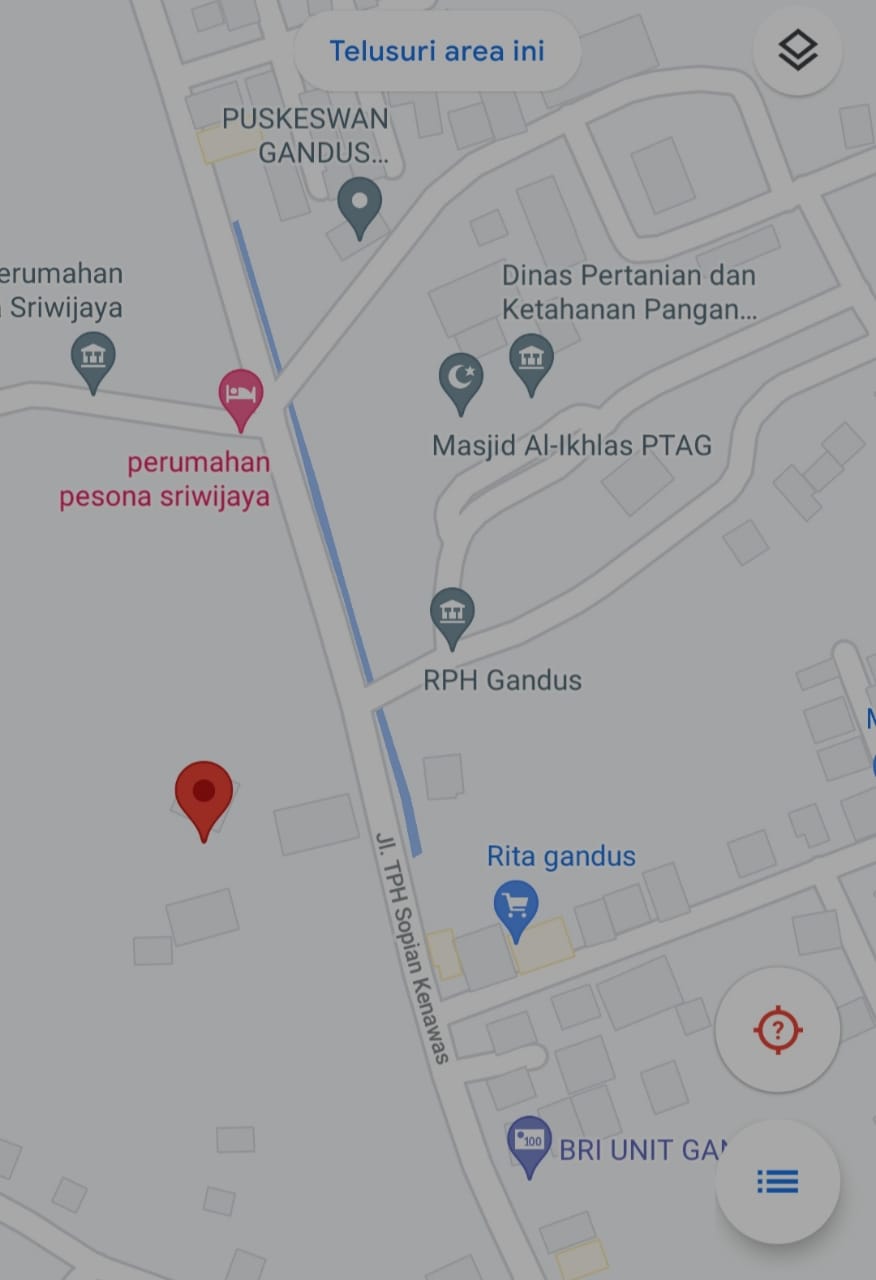 Telusuri area ini
PUSKESWAN
GANDUS...
erumahan
Sriwijaya
Dinas Pertanian dan
Ketahanan Pangan...
Masjid Al-Ikhlas PTAG
perumahan
pesona sriwijaya
RPH Gandus
Rita gandus
Jl. TPH Sopian Kenawas
?
100
BRI UNIT GAN